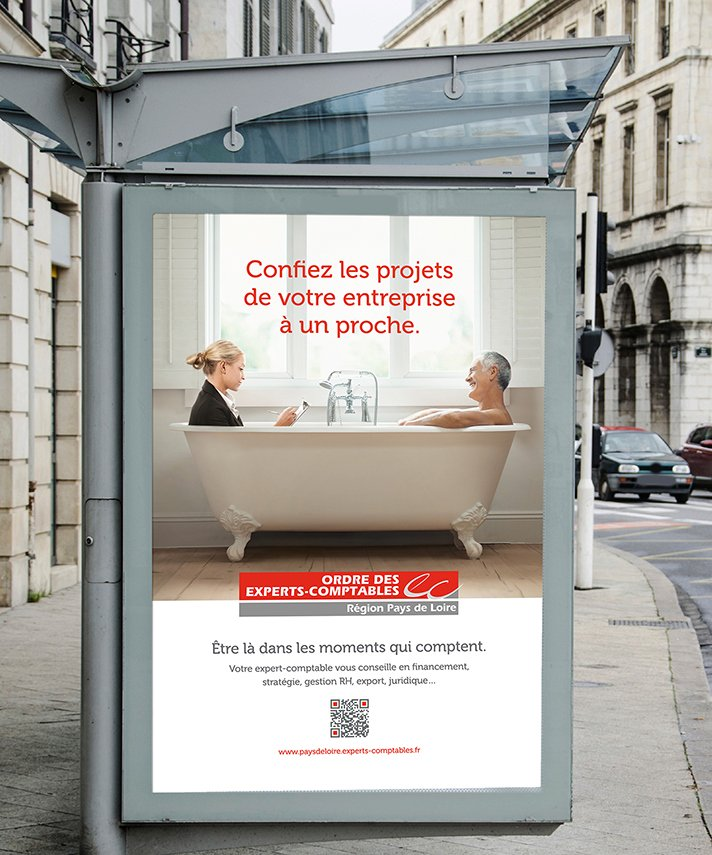 Confiez les projets
de votre entreprise
à un proche.
ORDRE DES
EXPERTS-COMPTABLES
Région Pays de Loire
Être là dans les moments qui comptent.
Votre expert-comptable vous conseille en financement,
stratégie, gestion RH, export, juridique...
www.paysdeloire.experts-comptables.fr